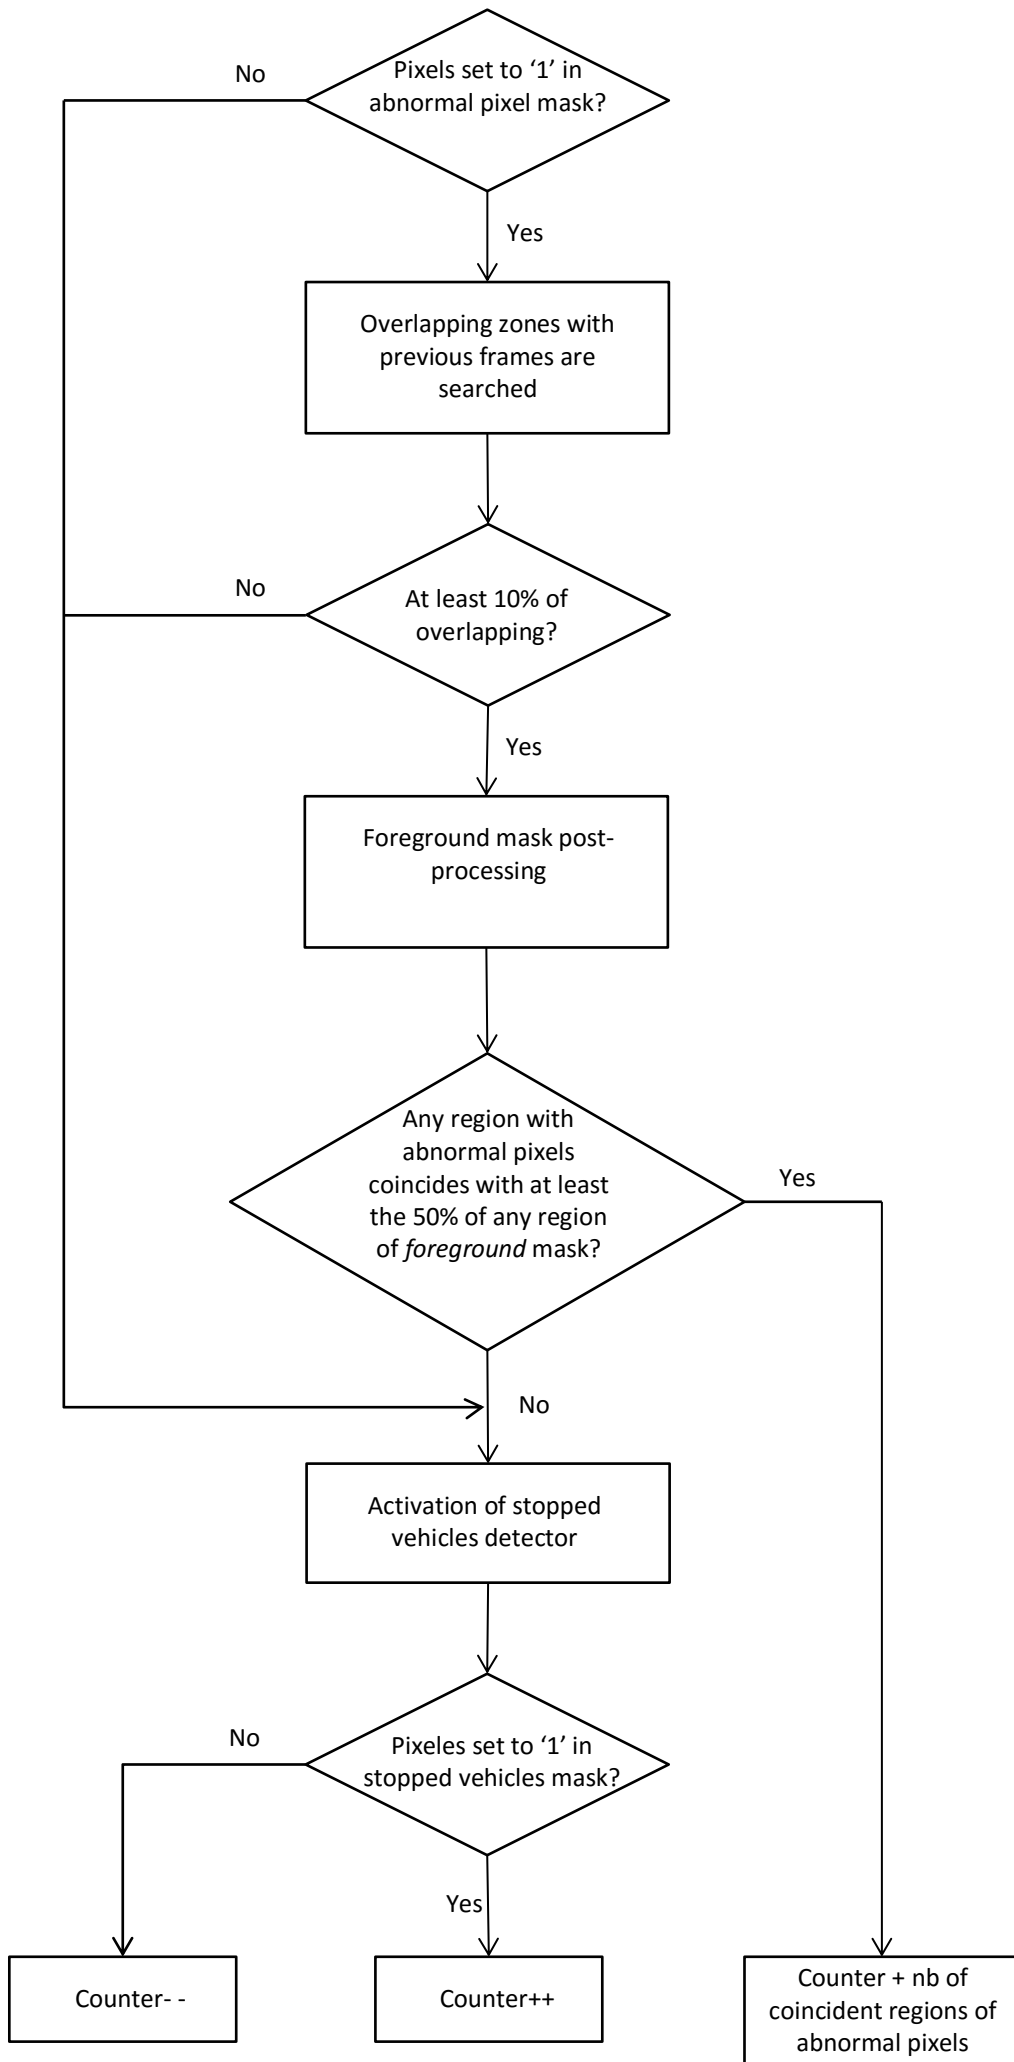 Pixels set to ‘1’ in
abnormal pixel mask?
No
Yes
Overlapping zones with
previous frames are
searched
No
At least 10% of
overlapping?
Yes
Foreground mask post-
processing
Any region with
abnormal pixels
coincides with at least
the 50% of any region
of foreground mask?
Yes
No
Activation of stopped
vehicles detector
No
Pixeles set to ‘1’ in
stopped vehicles mask?
Yes
Counter- -
Counter++
Counter + nb of
coincident regions of
abnormal pixels